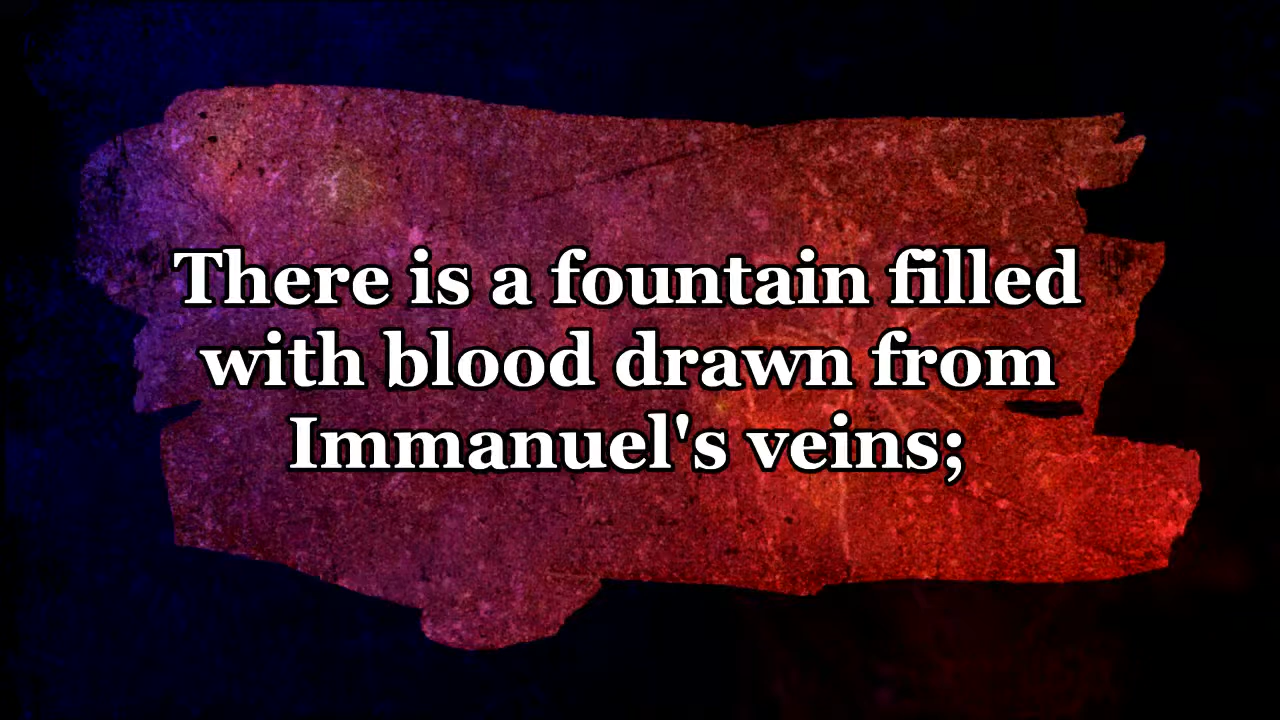 There is a fountain filled
with blood drawn from
Immanuel's veins;